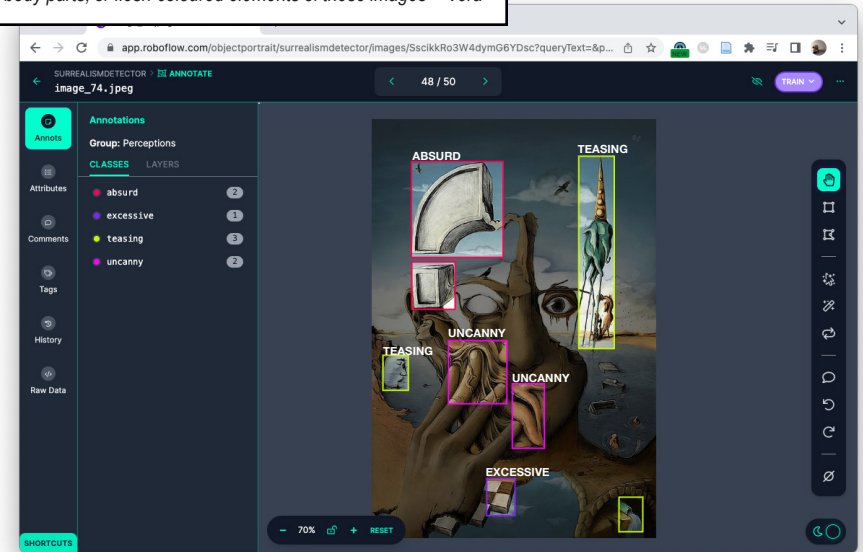 body parts, or flesh-coloured elements of these images – Vera
app.roboflow.com/objectportrait/surrealismdetector/images/SscikkRo3W4dymG6YDsc?queryText=&p...
NEW
SURREALISMDETECTOR > ANNOTATE
image_74.jpeg
48 / 50
TRAIN
Annots
Attributes
Comments
Tags
History
Raw Data
SHORTCUTS
Annotations
Group: Perceptions
CLASSES LAYERS
absurd 2
excessive 1
teasing 3
uncanny 2
ABSURD
TEASING
UNCANNY
TEASING
UNCANNY
EXCESSIVE
70% RESET